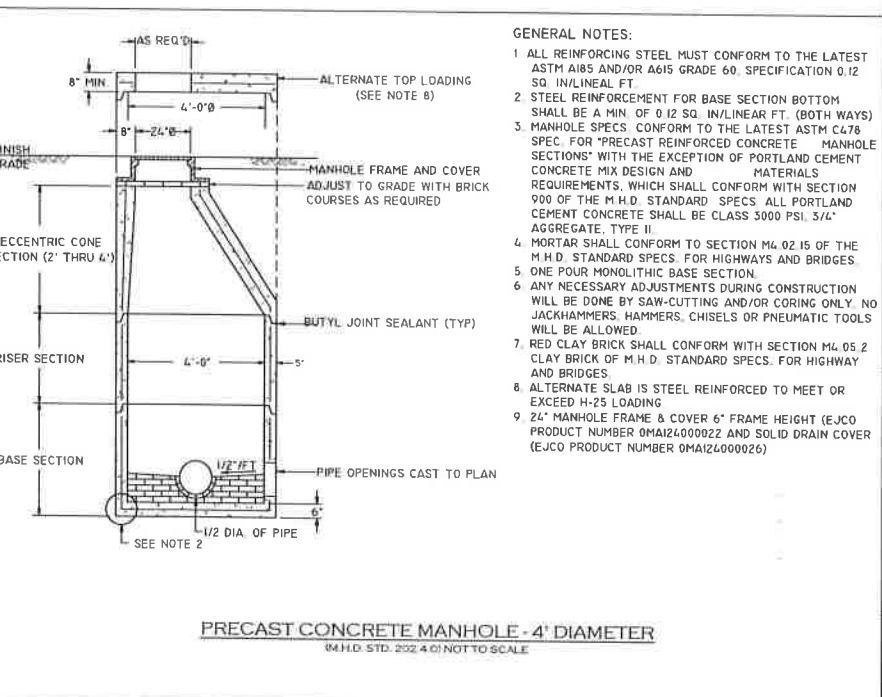 AS REQ'D
8" MIN.
ALTERNATE TOP LOADING
(SEE NOTE 8)
4'-0"Ø
8"
24"Ø
INISH
RADE
MANHOLE FRAME AND COVER
ADJUST TO GRADE WITH BRICK
COURSES AS REQUIRED
ECCENTRIC CONE
CTION (2' THRU 4')
BUTYL JOINT SEALANT (TYP)
RISER SECTION
4'-0"
5"
BASE SECTION
1/2"/FT
PIPE OPENINGS CAST TO PLAN
6"
1/2 DIA. OF PIPE
SEE NOTE 2
GENERAL NOTES:
1 ALL REINFORCING STEEL MUST CONFORM TO THE LATEST
ASTM A185 AND/OR A615 GRADE 60. SPECIFICATION 0.12
SQ. IN/LINEAL FT.
2. STEEL REINFORCEMENT FOR BASE SECTION BOTTOM
SHALL BE A MIN. OF 0.12 SQ. IN/LINEAR FT. (BOTH WAYS)
3. MANHOLE SPECS. CONFORM TO THE LATEST ASTM C478
SPEC. FOR "PRECAST REINFORCED CONCRETE MANHOLE
SECTIONS" WITH THE EXCEPTION OF PORTLAND CEMENT
CONCRETE MIX DESIGN AND MATERIALS
REQUIREMENTS, WHICH SHALL CONFORM WITH SECTION
900 OF THE M.H.D. STANDARD SPECS. ALL PORTLAND
CEMENT CONCRETE SHALL BE CLASS 3000 PSI, 3/4"
AGGREGATE, TYPE II.
4. MORTAR SHALL CONFORM TO SECTION M4.02.15 OF THE
M.H.D. STANDARD SPECS. FOR HIGHWAYS AND BRIDGES.
5. ONE POUR MONOLITHIC BASE SECTION.
6. ANY NECESSARY ADJUSTMENTS DURING CONSTRUCTION
WILL BE DONE BY SAW-CUTTING AND/OR CORING ONLY. NO
JACKHAMMERS, HAMMERS, CHISELS OR PNEUMATIC TOOLS
WILL BE ALLOWED.
7. RED CLAY BRICK SHALL CONFORM WITH SECTION M4.05.2
CLAY BRICK OF M.H.D. STANDARD SPECS. FOR HIGHWAY
AND BRIDGES.
8. ALTERNATE SLAB IS STEEL REINFORCED TO MEET OR
EXCEED H-25 LOADING
9. 24" MANHOLE FRAME & COVER 6" FRAME HEIGHT (EJCO
PRODUCT NUMBER 0MA124000022 AND SOLID DRAIN COVER
(EJCO PRODUCT NUMBER 0MA124000026)
PRECAST CONCRETE MANHOLE - 4' DIAMETER
(M.H.D. STD. 202.4.0) NOT TO SCALE